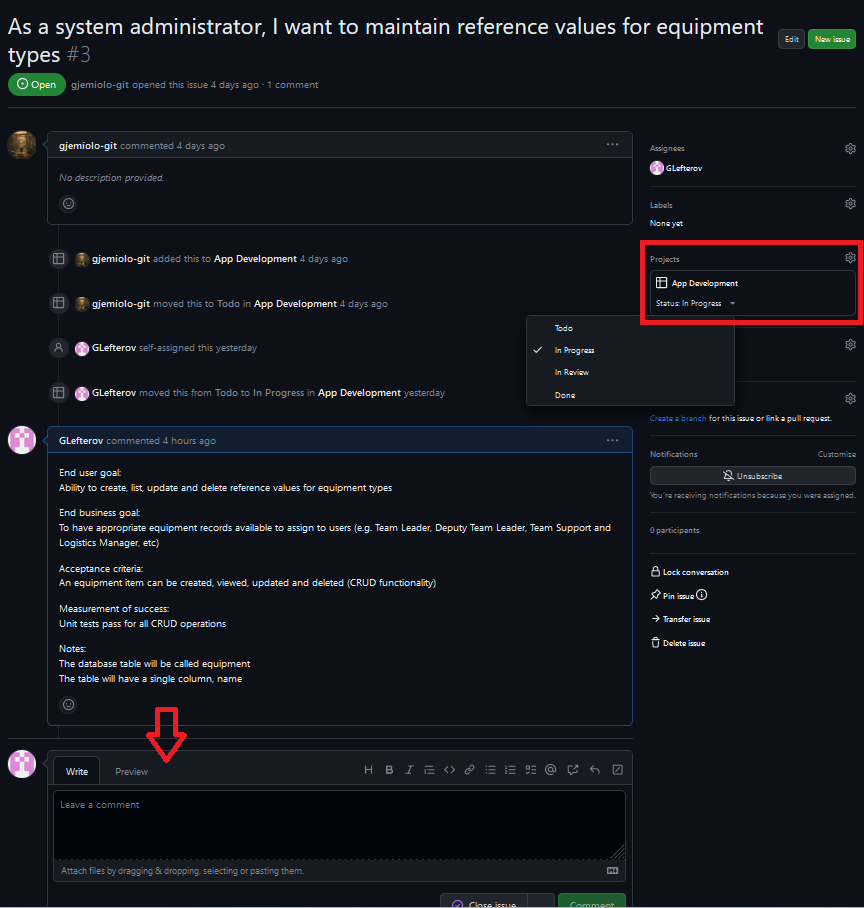 As a system administrator, I want to maintain reference values for equipment
types #3
Edit
New issue
Open
gjemiolo-git opened this issue 4 days ago · 1 comment
gjemiolo-git commented 4 days ago
No description provided.
gjemiolo-git added this to App Development 4 days ago
gjemiolo-git moved this to Todo in App Development 4 days ago
GLefterov self-assigned this yesterday
GLefterov moved this from Todo to In Progress in App Development yesterday
GLefterov commented 4 hours ago
End user goal:
Ability to create, list, update and delete reference values for equipment types
End business goal:
To have appropriate equipment records available to assign to users (e.g. Team Leader, Deputy Team Leader, Team Support and
Logistics Manager, etc)
Acceptance criteria:
An equipment item can be created, viewed, updated and deleted (CRUD functionality)
Measurement of success:
Unit tests pass for all CRUD operations
Notes:
The database table will be called equipment
The table will have a single column, name
Write
Preview
Leave a comment
Attach files by dragging & dropping, selecting or pasting them.
Close issue
Comment
Assignees
GLefterov
Labels
None yet
Projects
App Development
Status: In Progress
Todo
In Progress
In Review
Done
Create a branch for this issue or link a pull request.
Notifications
Customize
Unsubscribe
You're receiving notifications because you were assigned.
0 participants
Lock conversation
Pin issue
Transfer issue
Delete issue